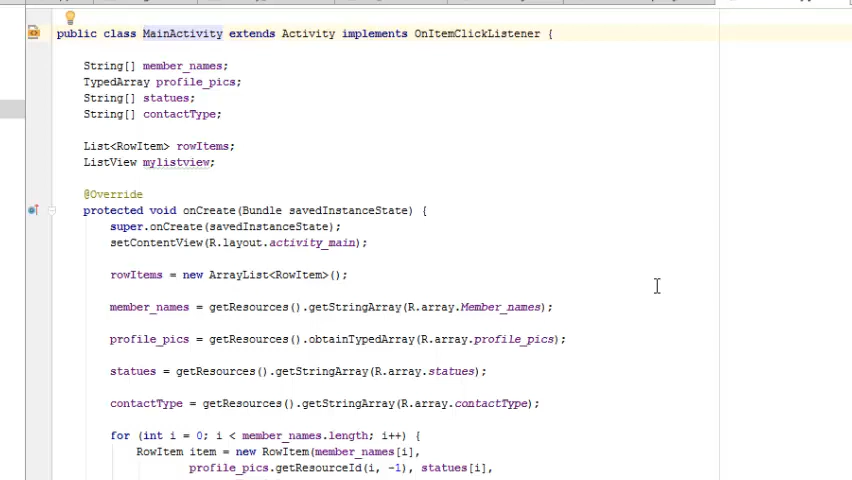 public class MainActivity extends Activity implements OnItemClickListener {
String[] member_names;
TypedArray profile_pics;
String[] statues;
String[] contactType;
List<RowItem> rowItems;
ListView mylistview;
@Override
protected void onCreate(Bundle savedInstanceState) {
super.onCreate(savedInstanceState);
setContentView(R.layout.activity_main);
rowItems = new ArrayList<RowItem>();
member_names = getResources().getStringArray(R.array.Member_names);
profile_pics = getResources().obtainTypedArray(R.array.profile_pics);
statues = getResources().getStringArray(R.array.statues);
contactType = getResources().getStringArray(R.array.contactType);
for (int i = 0; i < member_names.length; i++) {
RowItem item = new RowItem(member_names[i],
profile_pics.getResourceId(i, -1), statues[i],